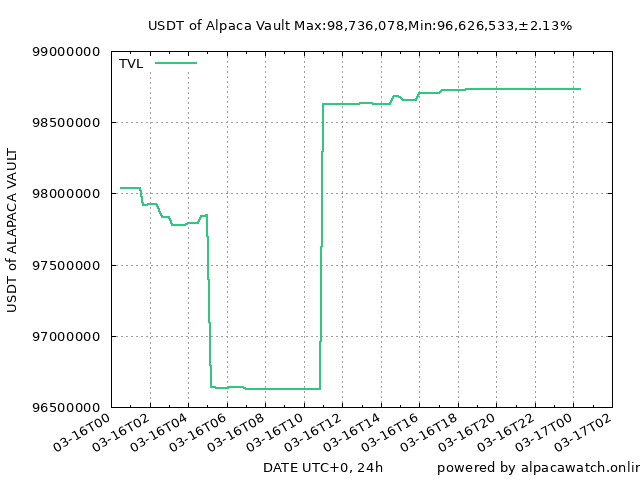 USDT of Alpaca Vault Max:98,736,078,Min:96,626,533,±2.13%
TVL
USDT of ALAPACA VAULT
99000000
98500000
98000000
97500000
97000000
96500000
03-16T00
03-16T02
03-16T04
03-16T06
03-16T08
03-16T10
03-16T12
03-16T14
03-16T16
03-16T18
03-16T20
03-16T22
03-17T00
03-17T02
DATE UTC+0, 24h
powered by alpacawatch.onlin